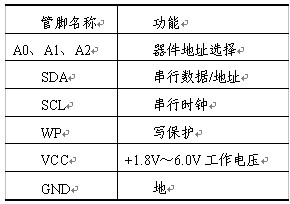 管脚名称 功能
A0、A1、A2 器件地址选择
SDA 串行数据/地址
SCL 串行时钟
WP 写保护
VCC +1.8V～6.0V工作电压
GND 地